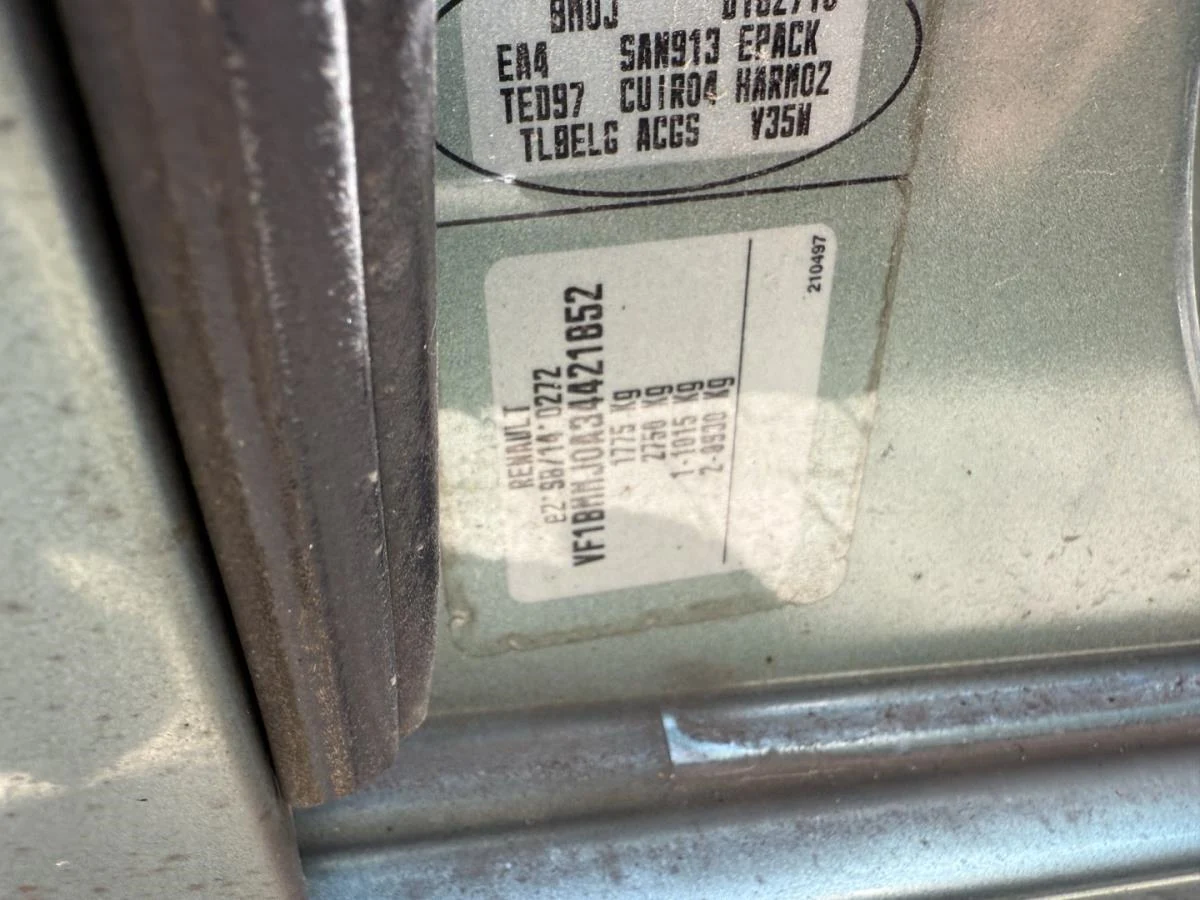 BM0J
EA4 SAN913 EPACK
TED97 CUIR04 HARM02
TLBELG ACGS V35W
RENAULT
e2*98/14*0272
VF1BMHJ0A34421852
1775 Kg
2750 Kg
1-1015 Kg
2-0930 Kg
210497